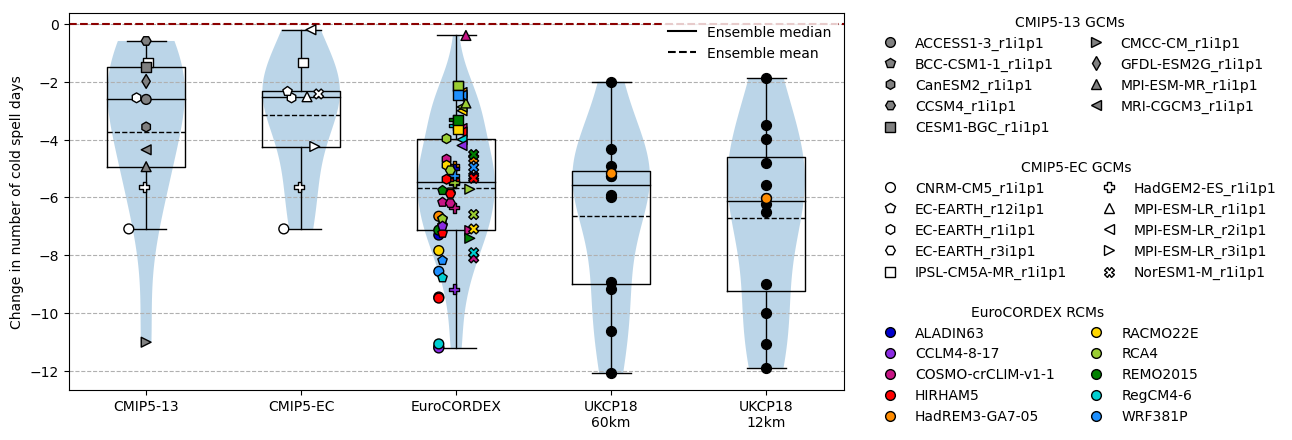 Change in number of cold spell days
0
−2
−4
−6
−8
−10
−12
Ensemble median
Ensemble mean
CMIP5-13
CMIP5-EC
EuroCORDEX
UKCP18
60km
UKCP18
12km
CMIP5-13 GCMs
ACCESS1-3_r1i1p1
BCC-CSM1-1_r1i1p1
CanESM2_r1i1p1
CCSM4_r1i1p1
CESM1-BGC_r1i1p1
CMCC-CM_r1i1p1
GFDL-ESM2G_r1i1p1
MPI-ESM-MR_r1i1p1
MRI-CGCM3_r1i1p1
CMIP5-EC GCMs
CNRM-CM5_r1i1p1
EC-EARTH_r12i1p1
EC-EARTH_r1i1p1
EC-EARTH_r3i1p1
IPSL-CM5A-MR_r1i1p1
HadGEM2-ES_r1i1p1
MPI-ESM-LR_r1i1p1
MPI-ESM-LR_r2i1p1
MPI-ESM-LR_r3i1p1
NorESM1-M_r1i1p1
EuroCORDEX RCMs
ALADIN63
CCLM4-8-17
COSMO-crCLIM-v1-1
HIRHAM5
HadREM3-GA7-05
RACMO22E
RCA4
REMO2015
RegCM4-6
WRF381P